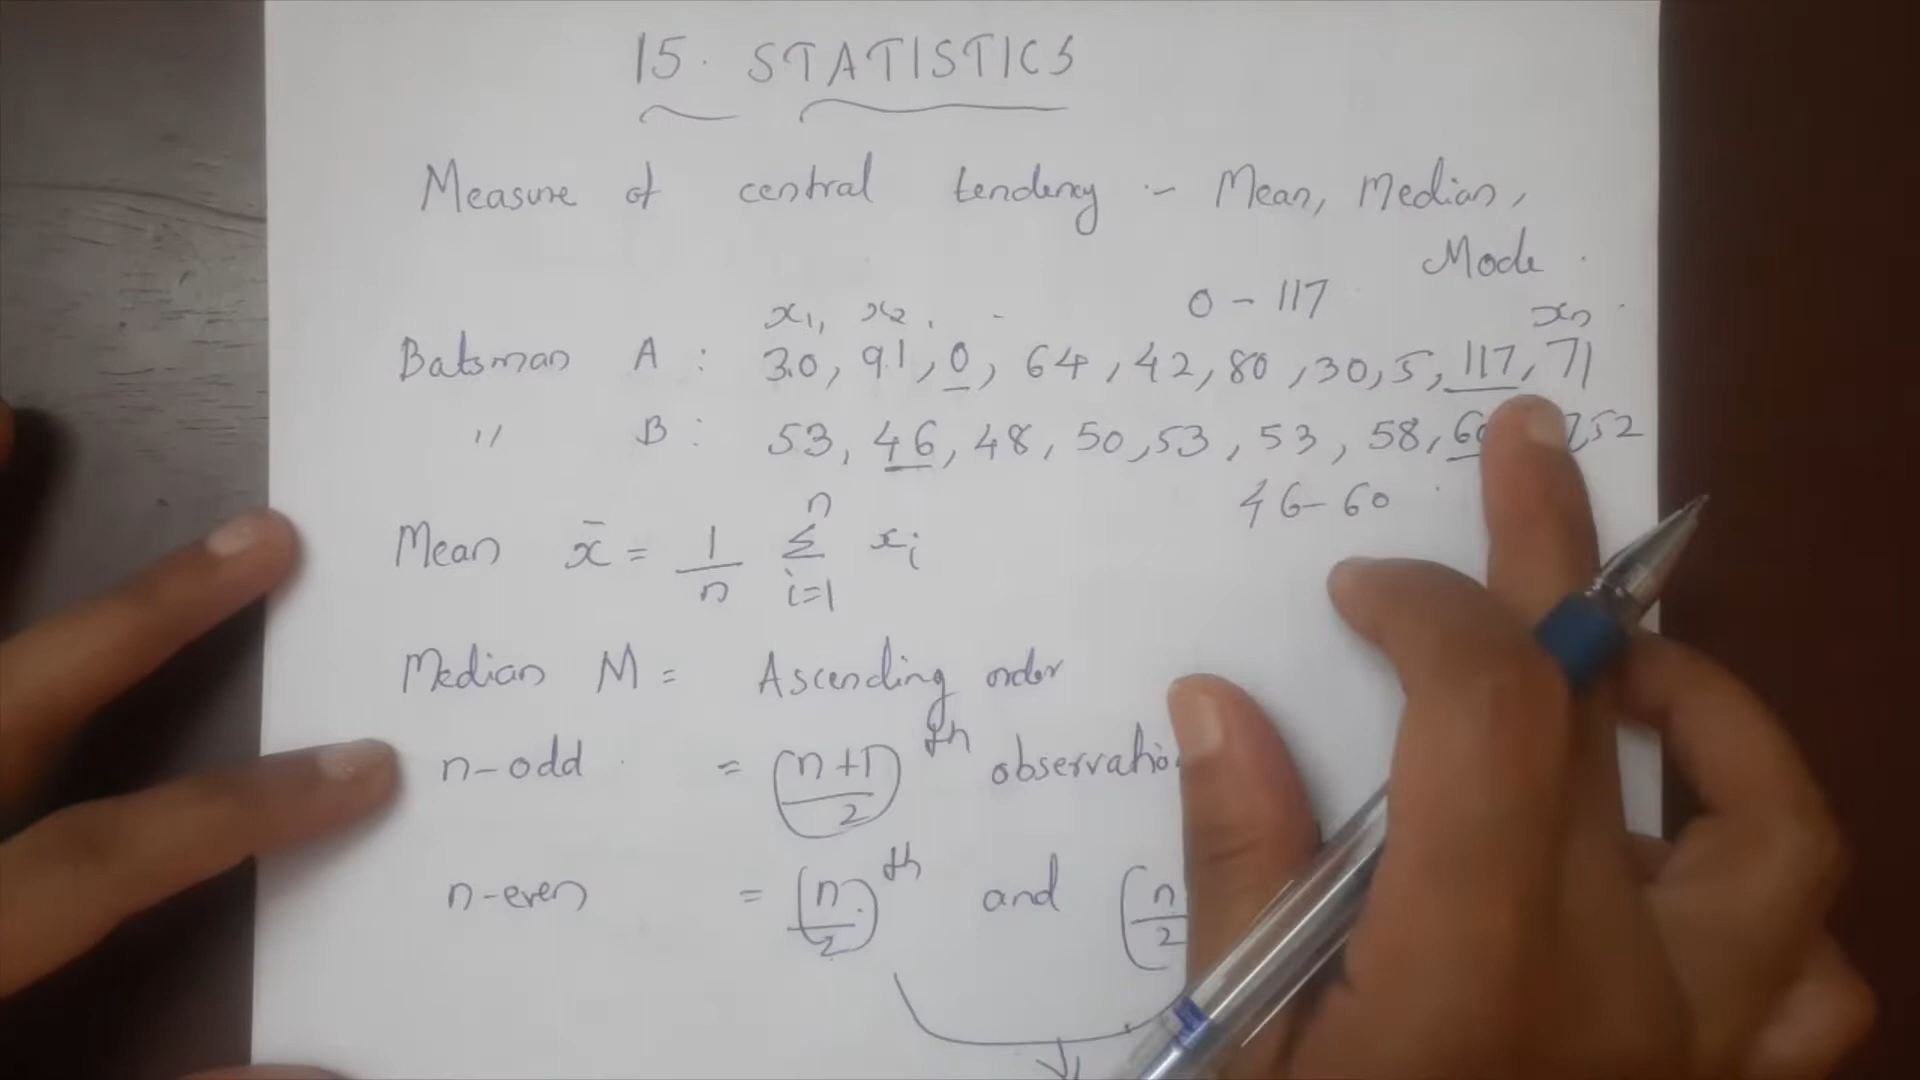 15. STATISTICS
Measure of central tendency :- Mean, Median,
Mode
0 - 117
x₁, x₂, - xₙ
Batsman A : 30, 91, 0, 64, 42, 80, 30, 5, 117, 71
" B : 53, 46, 48, 50, 53, 53, 58, 52
46-60
Mean x̄ = 1/n Σ i=1 n xᵢ
Median M = Ascending order
n-odd = (n+1/2)th
n-even = (n/2)th and